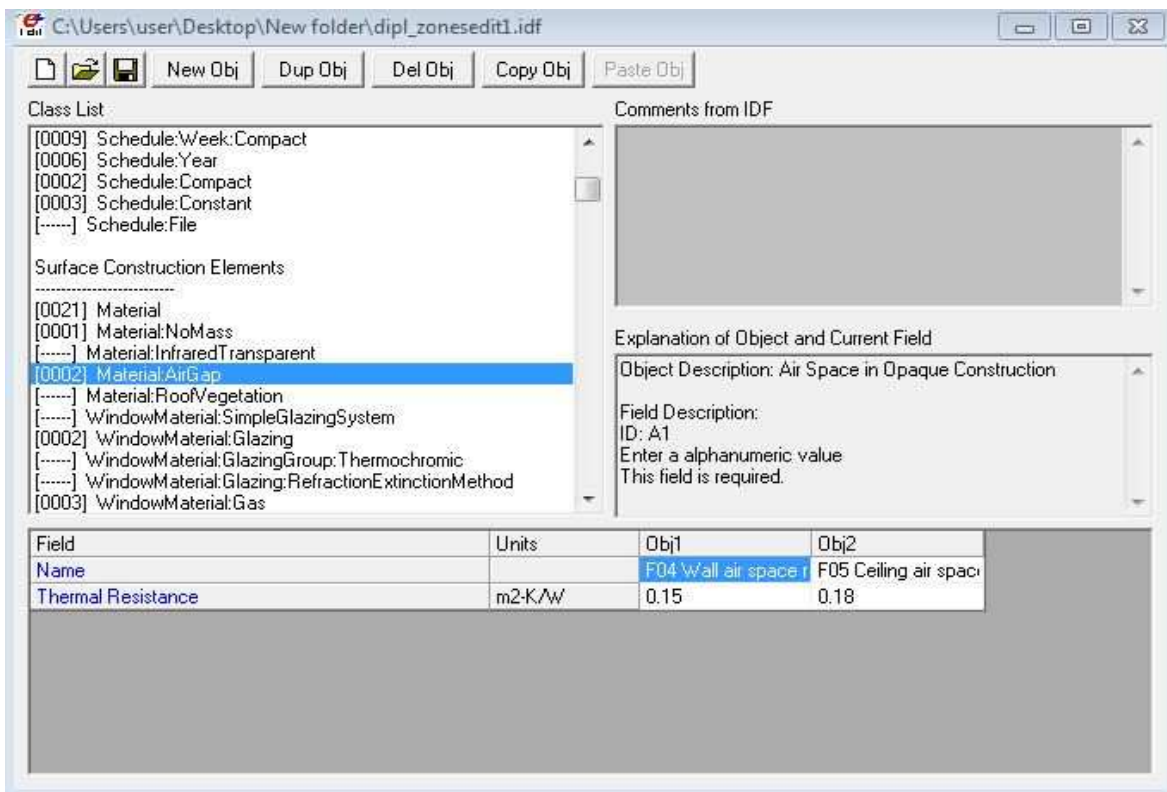 C:\Users\user\Desktop\New folder\dipl_zonesedit1.idf
New Obj Dup Obj Del Obj Copy Obj Paste Obj
Class List
[0009] Schedule:Week:Compact
[0006] Schedule:Year
[0002] Schedule:Compact
[0003] Schedule:Constant
[------] Schedule:File
Surface Construction Elements
--------------------------
[0021] Material
[0001] Material:NoMass
[------] Material:InfraredTransparent
[0002] Material:AirGap
[------] Material:RoofVegetation
[------] WindowMaterial:SimpleGlazingSystem
[0002] WindowMaterial:Glazing
[------] WindowMaterial:GlazingGroup:Thermochromic
[------] WindowMaterial:Glazing:RefractionExtinctionMethod
[0003] WindowMaterial:Gas
Comments from IDF
Explanation of Object and Current Field
Object Description: Air Space in Opaque Construction
Field Description:
ID: A1
Enter a alphanumeric value
This field is required.
Field Units Obj1 Obj2
Name F04 Wall air space r F05 Ceiling air spac
Thermal Resistance m2-K/W 0.15 0.18